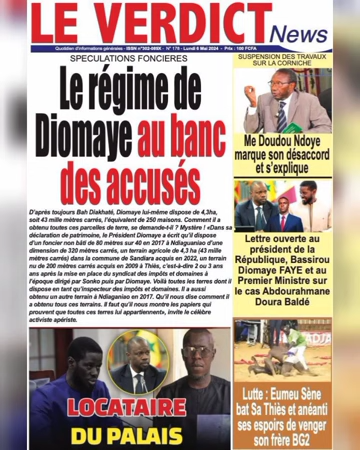 LE VERDICT News
Quotidien d'informations générales - ISBN n°302-098X - N° 179 - Lundi 6 Mai 2024 - Prix : 100 FCFA
SPECULATIONS FONCIERES
Le régime de
Diomaye au banc
des accusés
D'après toujours Bah Diakhaté, Diomaye lui-même dispose de 4,3ha,
soit 43 mille mètres carrés, l'équivalent de 250 maisons. Comment a-il
obtenu toutes ces parcelles de terre, se demande-t-il ? Mystère ! «Dans sa
déclaration de patrimoine, le Président Diomaye a écrit qu'il dispose
d'un foncier non bâti de 80 mètres sur 40 en 2017 à Ndiaganiao d'une
dimension de 320 mètres carrés, un terrain agricole de 4,3 ha (43 mille
mètres carrés) dans la commune de Sandiara acquis en 2022, un terrain
nu de 200 mètres carrés acquis en 2009 à Thiès, c'est-à-dire 2 ou 3 ans
ans après la mise en place du syndicat des impôts et domaines à
l'époque dirigé par Sonko puis par Diomaye. Voilà toutes les terres dont il
dispose en tant qu'inspecteur des impôts et domaines. Il a aussi
obtenu un autre terrain à Ndiaganiao en 2017. Qu'il nous dise comment il
a obtenu tous ces terrains. Il faut qu'il nous montre les papiers qui
prouvent que toutes ces terres lui appartiennent», invite le célèbre
activiste apériste.
LOCATAIRE
DU PALAIS
SUSPENSION DES TRAVAUX
SUR LA CORNICHE
Me Doudou Ndoye
marque son désaccord
et s'explique
Lettre ouverte au
président de la
République, Bassirou
Diomaye FAYE et au
Premier Ministre sur
le cas Abdourahmane
Doura Baldé
Lutte : Eumeu Sène
bat Sa Thiès et anéanti
ses espoirs de venger
son frère BG2